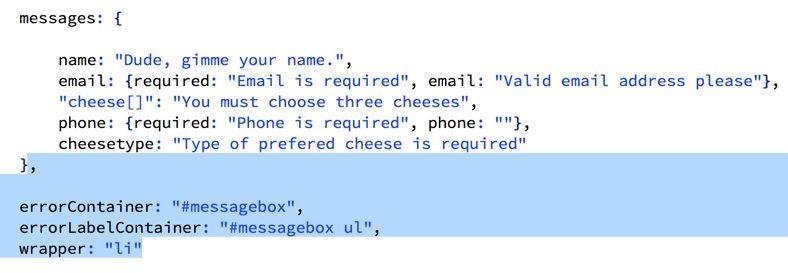 messages: {
name: "Dude, gimme your name.",
email: {required: "Email is required", email: "Valid email address please"},
"cheese[]": "You must choose three cheeses",
phone: {required: "Phone is required", phone: ""},
cheesetype: "Type of prefered cheese is required"
},
errorContainer: "#messagebox",
errorLabelContainer: "#messagebox ul",
wrapper: "li"